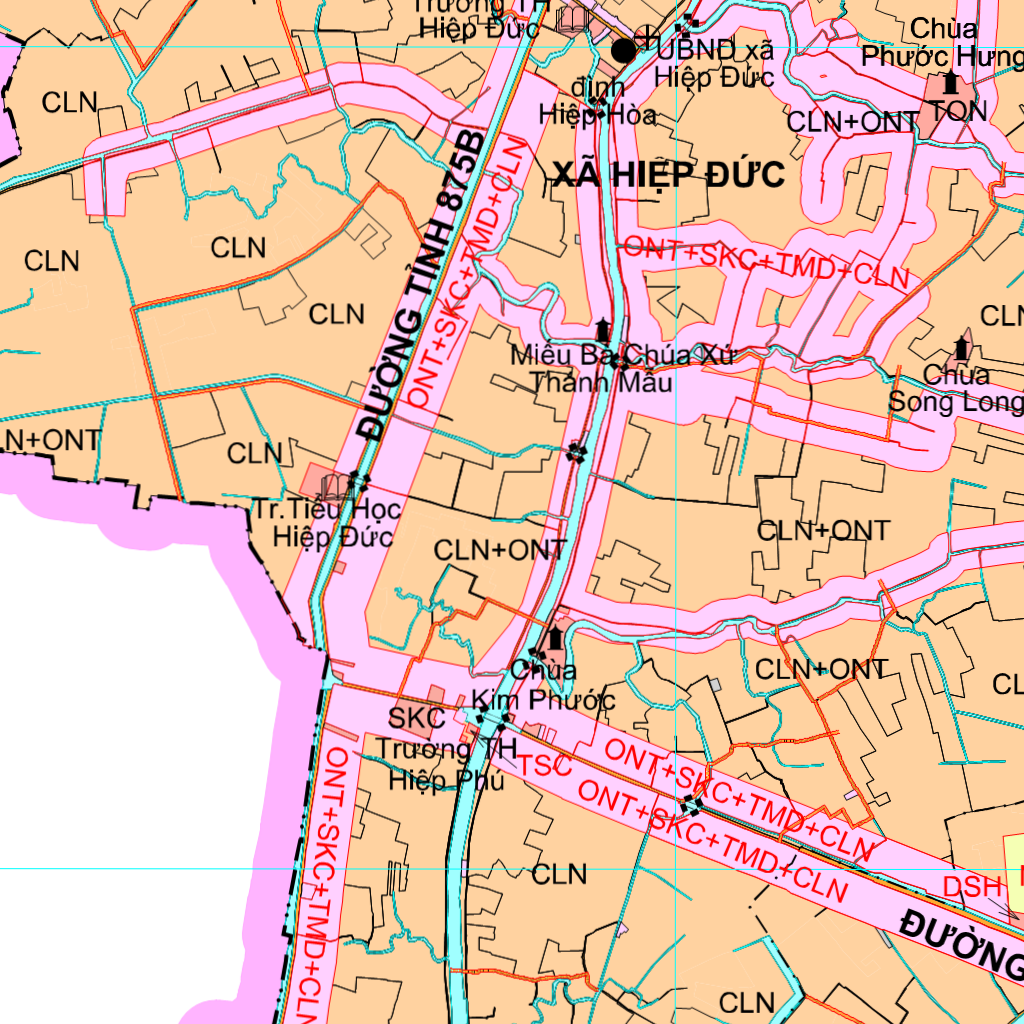 Trường TH
Hiệp Đức
UBND xã
Hiệp Đức
Chùa
Phước Hưng
TON
đình
Hiệp Hòa
CLN
CLN+ONT
XÃ HIỆP ĐỨC
ĐƯỜNG TỈNH 875B
ONT+SKC+TMD+CLN
ONT+SKC+TMD+CLN
CLN
CLN
CLN
CLN
Miếu Bà Chúa Xứ
Thánh Mẫu
Chùa
Song Long
LN+ONT
CLN
Tr.Tiểu Học
Hiệp Đức
CLN+ONT
CLN+ONT
CLN+ONT
CL
Chùa
Kim Phước
SKC
Trường TH
Hiệp Phú
TSC
ONT+SKC+TMD+CLN
ONT+SKC+TMD+CLN
ONT+SKC+TMD+CLN
CLN
DSH
ĐƯỜNG
CLN